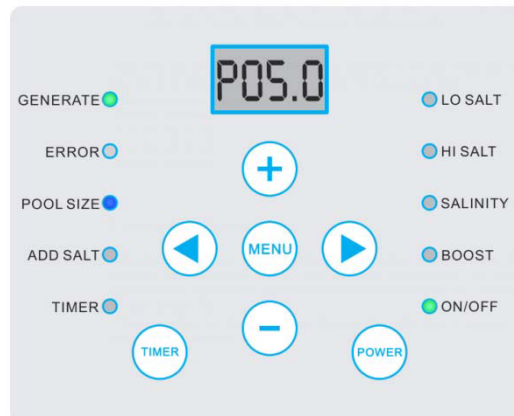 P05.0
GENERATE
LO SALT
ERROR
HI SALT
+
POOL SIZE
SALINITY
MENU
ADD SALT
BOOST
TIMER
ON/OFF
−
TIMER
POWER